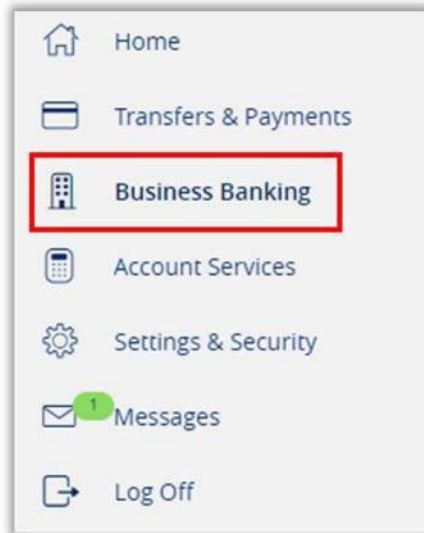 Home
Transfers & Payments
Business Banking
Account Services
Settings & Security
1
Messages
Log Off